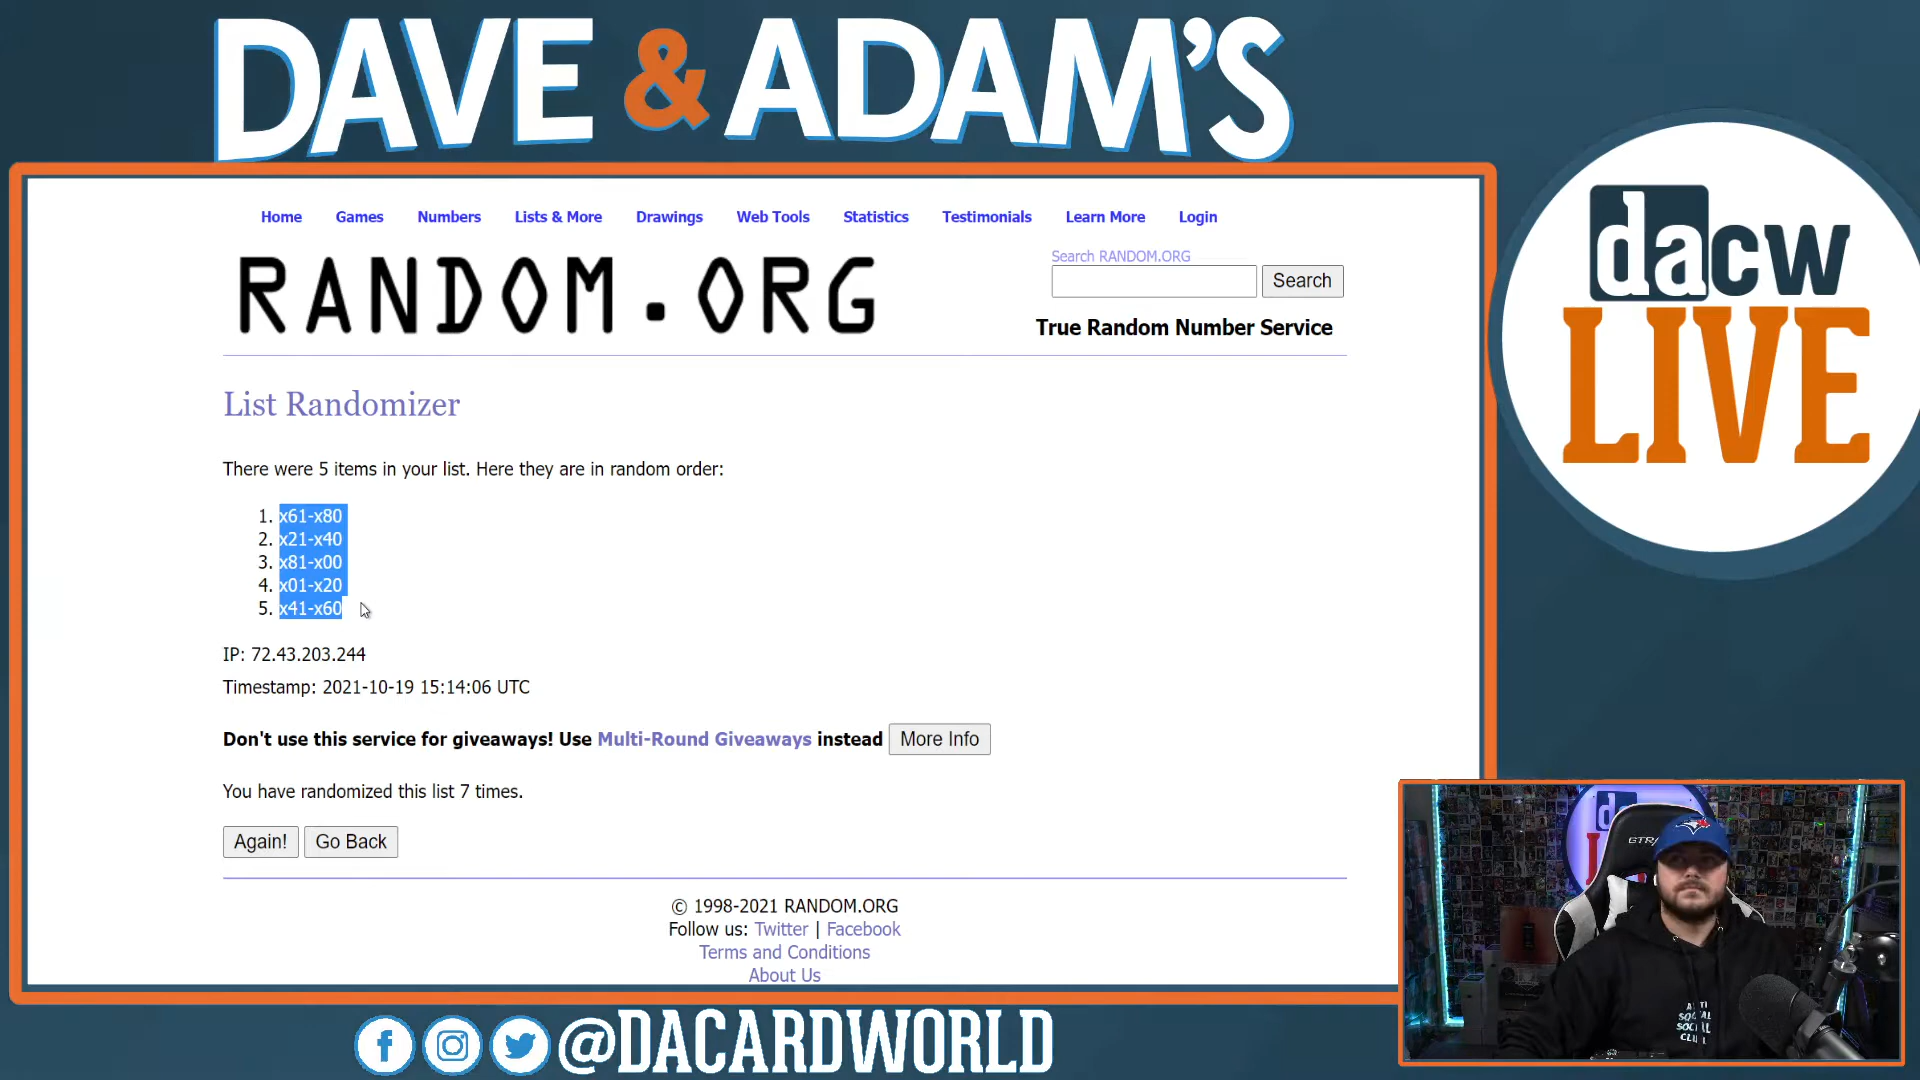 DAVE & ADAM'S
Home Games Numbers Lists & More Drawings Web Tools Statistics Testimonials Learn More Login
RANDOM.ORG
Search RANDOM.ORG
Search
True Random Number Service
dacw
LIVE
List Randomizer
There were 5 items in your list. Here they are in random order:
1. x61-x80
2. x21-x40
3. x81-x00
4. x01-x20
5. x41-x60
IP: 72.43.203.244
Timestamp: 2021-10-19 15:14:06 UTC
Don't use this service for giveaways! Use Multi-Round Giveaways instead More Info
You have randomized this list 7 times.
Again! Go Back
© 1998-2021 RANDOM.ORG
Follow us: Twitter | Facebook
Terms and Conditions
About Us
@DACARDWORLD